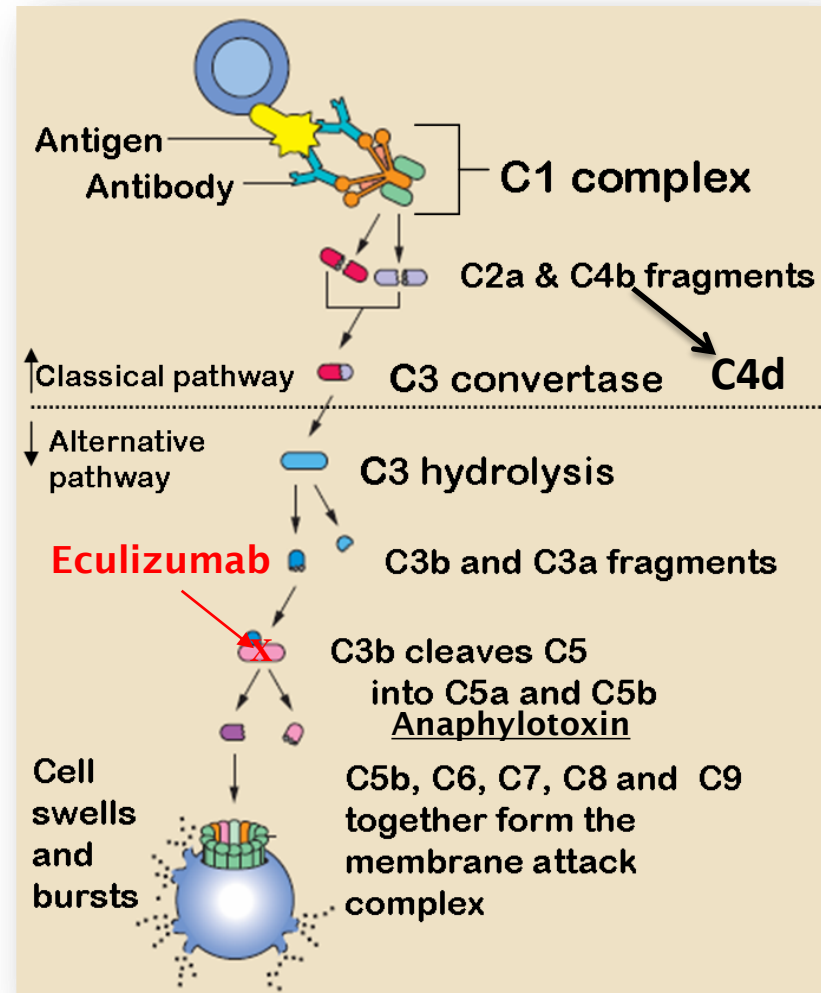 Antigen
Antibody
C1 complex
C2a & C4b fragments
Classical pathway
C3 convertase
C4d
Alternative
pathway
C3 hydrolysis
Eculizumab
C3b and C3a fragments
X
C3b cleaves C5
into C5a and C5b
Anaphylotoxin
Cell
swells
and
bursts
C5b, C6, C7, C8 and C9
together form the
membrane attack
complex